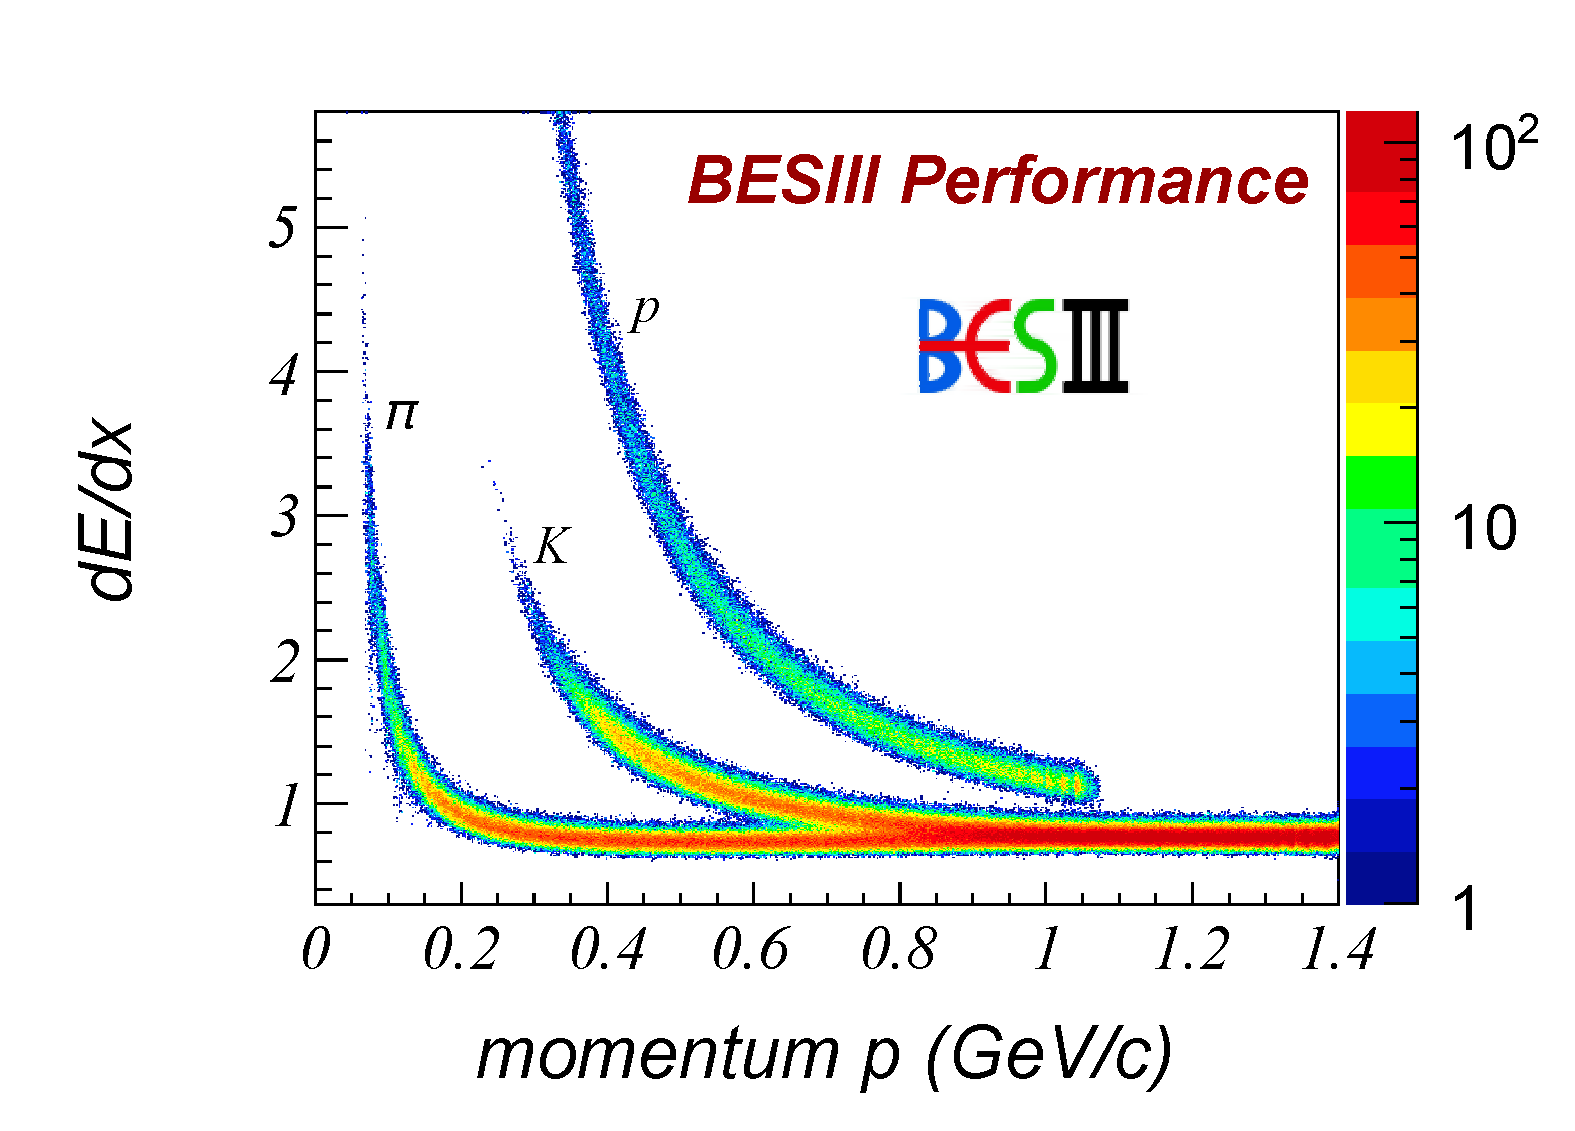 BESIII Performance
BESIII
p
π
K
dE/dx
5
4
3
2
1
0 0.2 0.4 0.6 0.8 1 1.2 1.4
momentum p (GeV/c)
10²
10
1